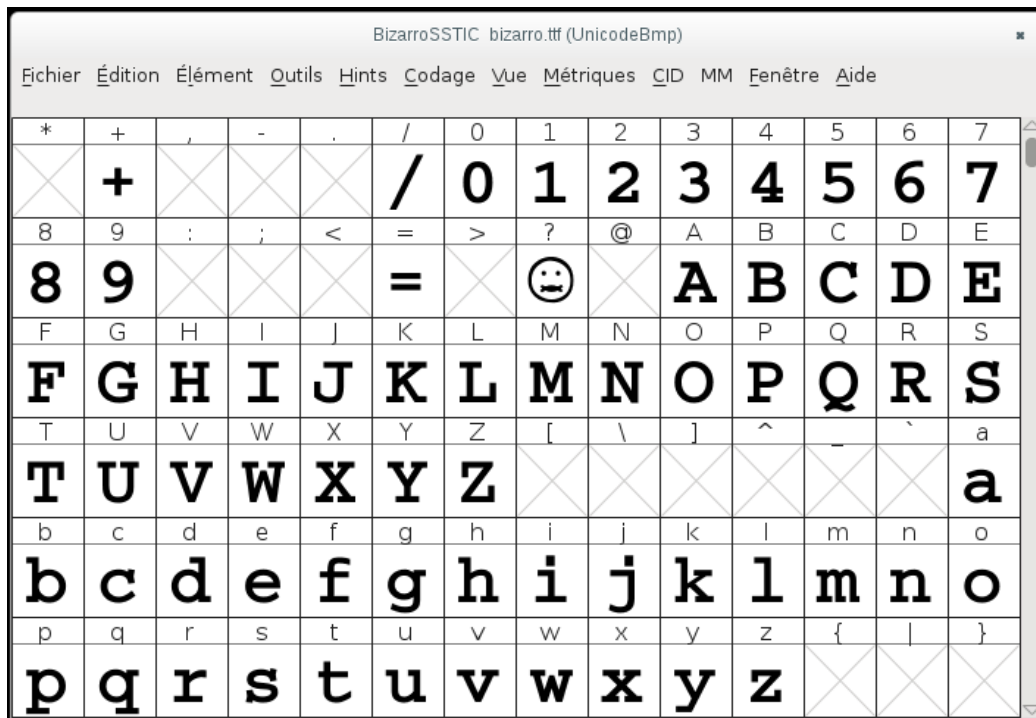 BizarroSSTIC bizarro.ttf (UnicodeBmp)
Fichier Édition Élément Outils Hints Codage Vue Métriques CID MM Fenêtre Aide
* + , - . / 0 1 2 3 4 5 6 7
+ / 0 1 2 3 4 5 6 7
8 9 : ; < = > ? @ A B C D E
8 9 = A B C D E
F G H I J K L M N O P Q R S
F G H I J K L M N O P Q R S
T U V W X Y Z [ \ ] ^ _ ` a
T U V W X Y Z a
b c d e f g h i j k l m n o
b c d e f g h i j k l m n o
p q r s t u v w x y z { | }
p q r s t u v w x y z